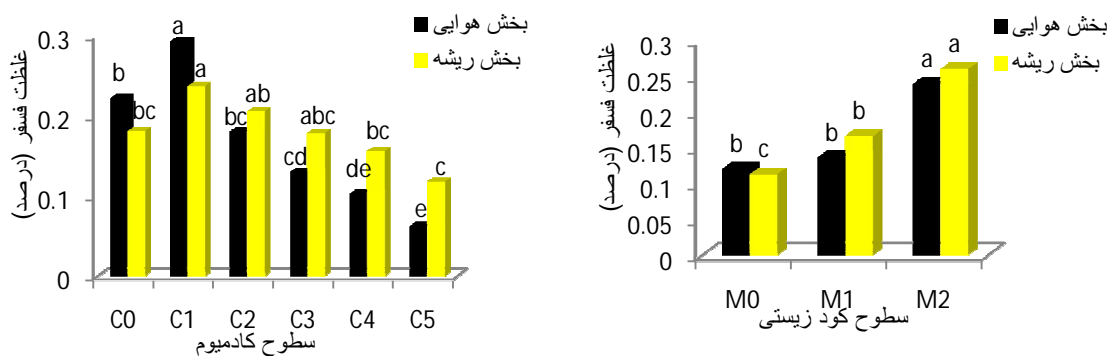 بخش هوایی
بخش ریشه
غلظت فسفر (درصد)
0.3
0.2
0.1
0
b
bc
a
a
bc
ab
cd
abc
de
bc
e
c
C0 C1 C2 C3 C4 C5
سطوح کادمیوم
بخش هوایی
بخش ریشه
غلظت فسفر (درصد)
0.3
0.25
0.2
0.15
0.1
0.05
0
b
c
b
b
a
a
M0 M1 M2
سطوح کود زیستی